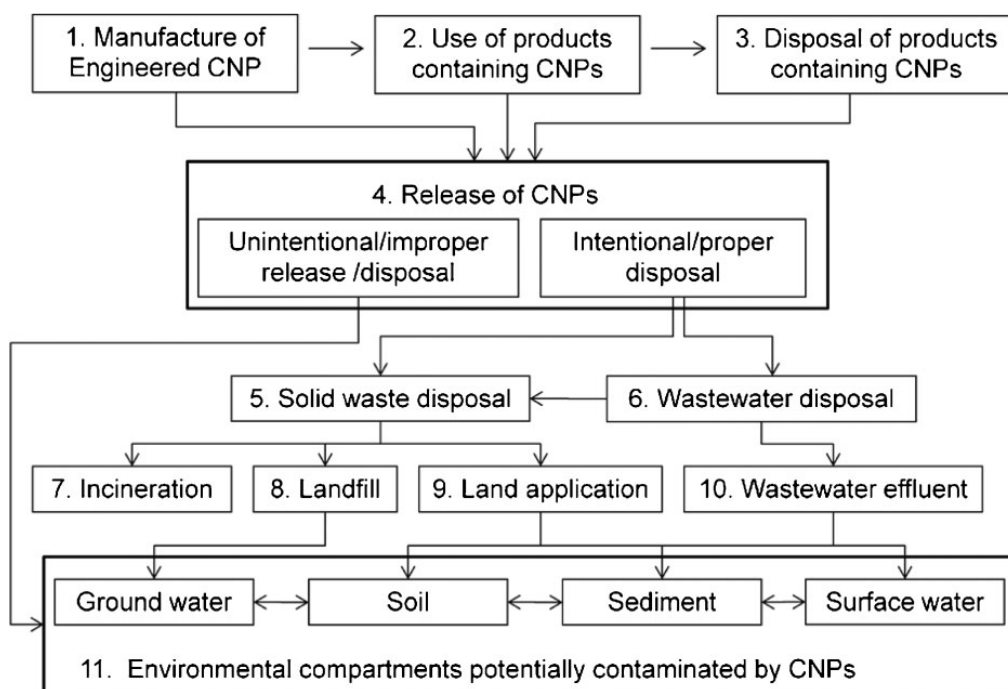 1. Manufacture of
Engineered CNP
2. Use of products
containing CNPs
3. Disposal of products
containing CNPs
4. Release of CNPs
Unintentional/improper
release /disposal
Intentional/proper
disposal
5. Solid waste disposal
6. Wastewater disposal
7. Incineration
8. Landfill
9. Land application
10. Wastewater effluent
Ground water
Soil
Sediment
Surface water
11. Environmental compartments potentially contaminated by CNPs